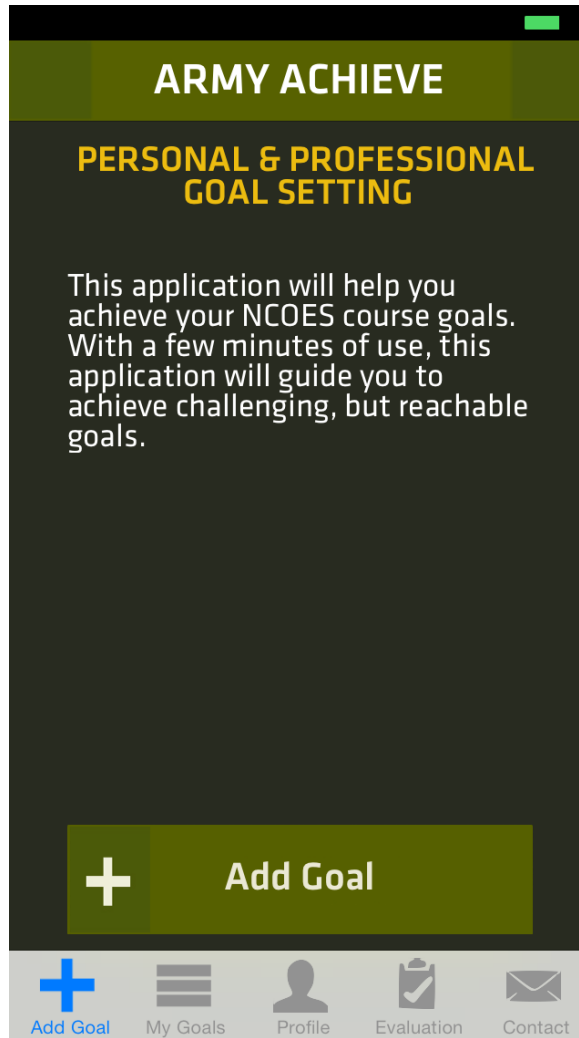 ARMY ACHIEVE
PERSONAL & PROFESSIONAL
GOAL SETTING
This application will help you
achieve your NCOES course goals.
With a few minutes of use, this
application will guide you to
achieve challenging, but reachable
goals.
Add Goal
Add Goal My Goals Profile Evaluation Contact